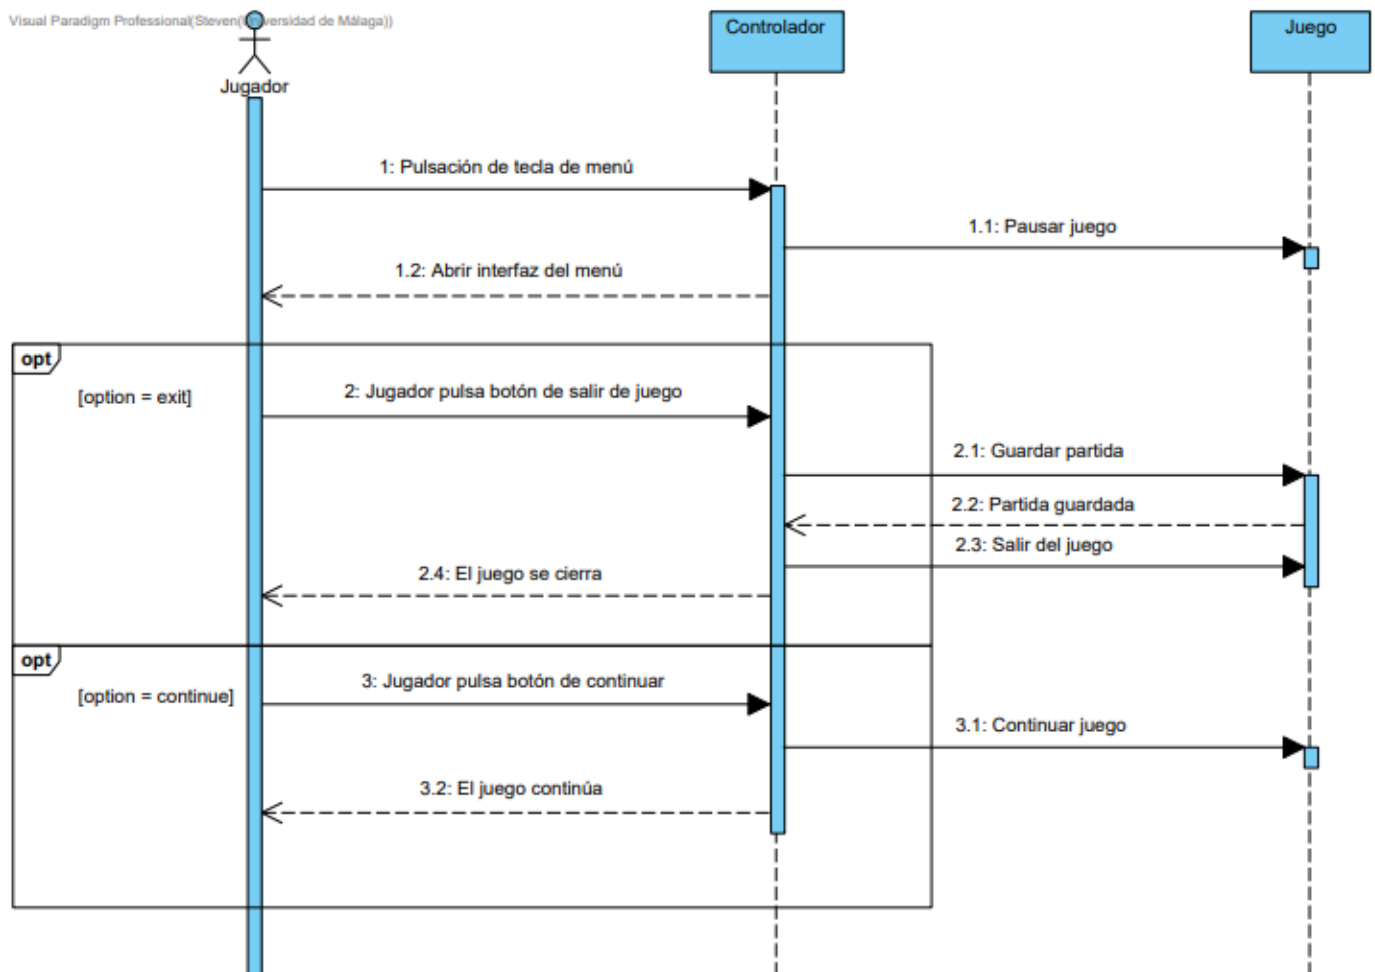 Visual Paradigm Professional(Steven(Universidad de Málaga))
Jugador
Controlador
Juego
1: Pulsación de tecla de menú
1.1: Pausar juego
1.2: Abrir interfaz del menú
opt
[option = exit]
2: Jugador pulsa botón de salir de juego
2.1: Guardar partida
2.2: Partida guardada
2.3: Salir del juego
2.4: El juego se cierra
opt
[option = continue]
3: Jugador pulsa botón de continuar
3.1: Continuar juego
3.2: El juego continúa